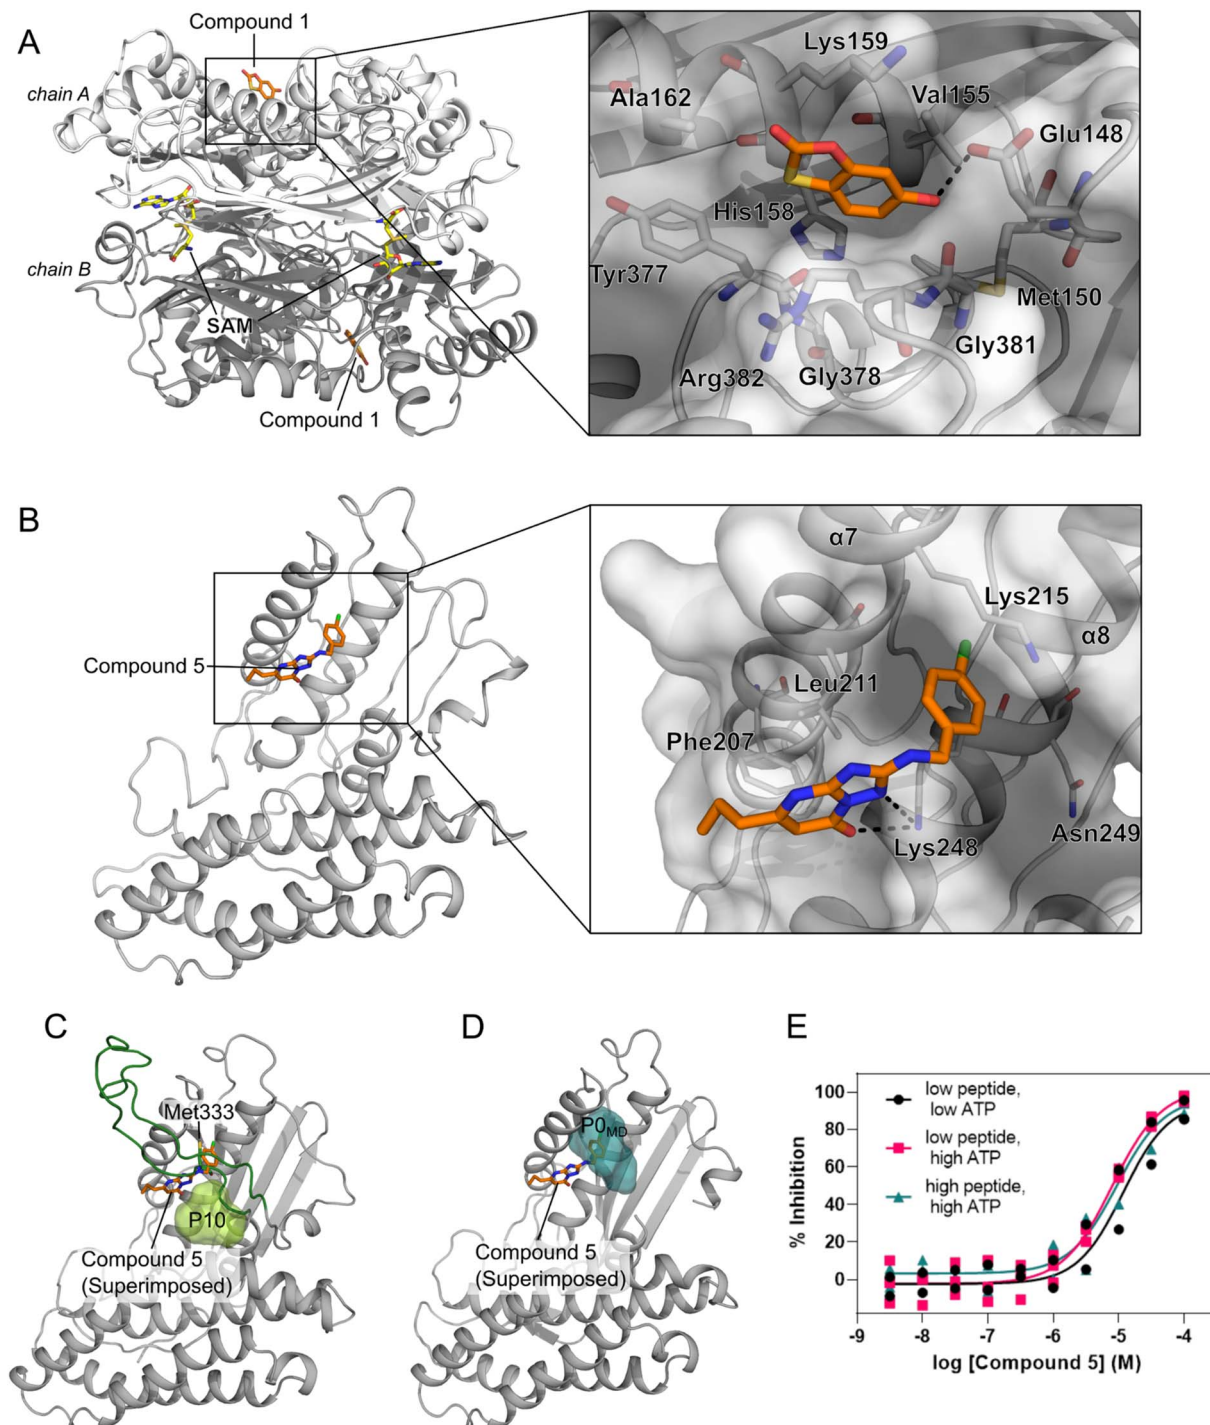 A
Compound 1
chain A
chain B
SAM
Compound 1
Lys159
Ala162
Val155
Glu148
His158
Tyr377
Met150
Gly381
Arg382
Gly378
B
Compound 5
α7
Lys215
α8
Leu211
Phe207
Lys248
Asn249
C
Met333
P10
Compound 5
(Superimposed)
D
P0MD
Compound 5
(Superimposed)
E
low peptide,
low ATP
low peptide,
high ATP
high peptide,
high ATP
% Inhibition
100
80
60
40
20
0
-9 -8 -7 -6 -5 -4
log [Compound 5] (M)